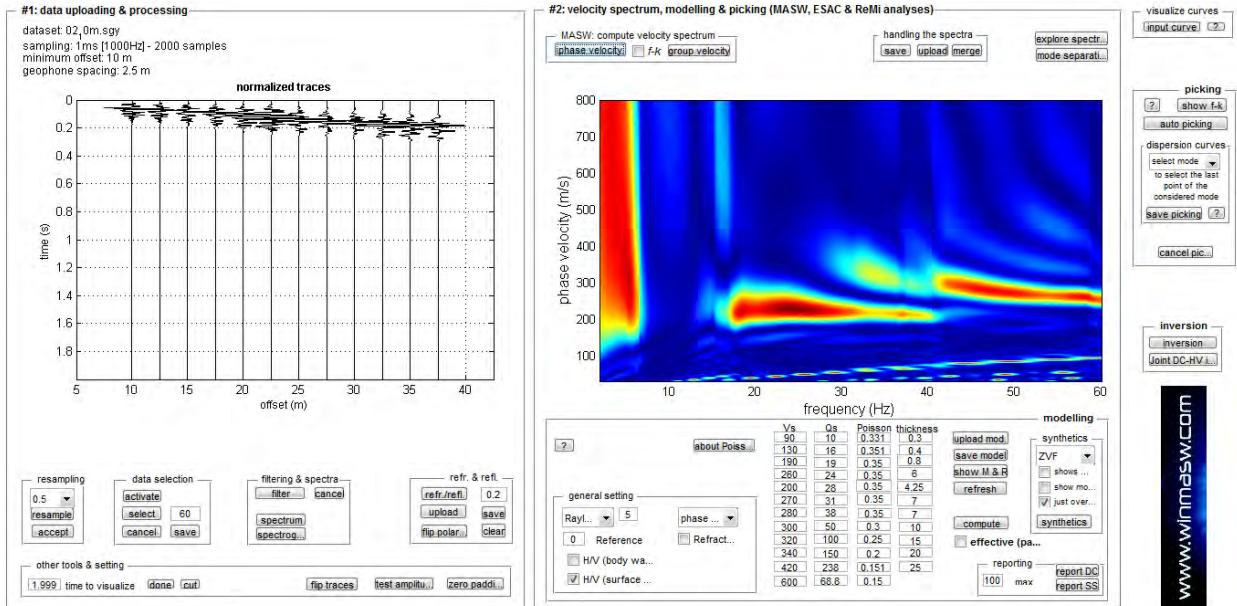 #1: data uploading & processing
dataset: 02_0m.sgy
sampling: 1ms [1000Hz] - 2000 samples
minimum offset: 10 m
geophone spacing: 2.5 m
normalized traces
0
0.2
0.4
0.6
0.8
1
1.2
1.4
1.6
1.8
time (s)
5 10 15 20 25 30 35 40
offset (m)
resampling
0.5
resample
accept
data selection
activate
select 60
cancel save
filtering & spectra
filter cancel
spectrum
spectrog...
refr. & refl.
refr./refl. 0.2
upload save
flip polar... clear
other tools & setting
1.999 time to visualize done cut flip traces test amplitu... zero paddi...
#2: velocity spectrum, modelling & picking (MASW, ESAC & ReMi analyses)
MASW: compute velocity spectrum
phase velocity f-k group velocity
handling the spectra
save upload merge
explore spectr...
mode separati...
800
700
600
500
400
300
200
100
phase velocity (m/s)
10 20 30 40 50 60
frequency (Hz)
modelling
? about Poiss...
general setting
Rayl... 5 phase ...
0 Reference Refract...
H/V (body wa...
H/V (surface ...
Vs Qs Poisson thickness
90 10 0.331 0.3
130 16 0.351 0.4
190 19 0.35 0.8
260 24 0.35 6
200 28 0.35 4.25
270 31 0.35 7
280 38 0.35 7
300 50 0.3 10
320 100 0.25 15
340 150 0.2 20
420 238 0.151 25
600 68.8 0.15
upload mod.
save model
show M & R
refresh
compute
effective (pa...
synthetics
ZVF
shows ...
show mo...
just over...
synthetics
reporting
100 max report DC
report SS
visualize curves
input curve ?
picking
? show f-k
auto picking
dispersion curves
select mode
to select the last
point of the
considered mode
save picking ?
cancel pic...
inversion
inversion
Joint DC-HV i...
www.winmasw.com